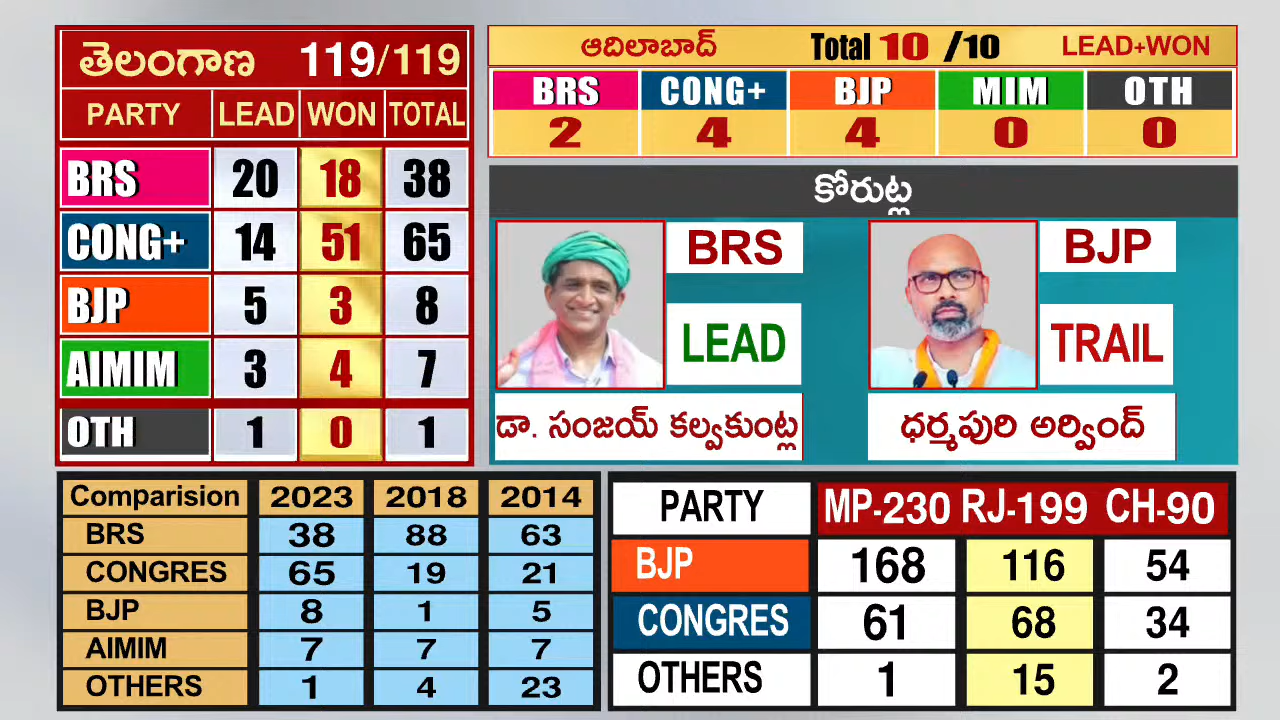 తెలంగాణ 119/119
PARTY LEAD WON TOTAL
BRS 20 18 38
CONG+ 14 51 65
BJP 5 3 8
AIMIM 3 4 7
OTH 1 0 1
ఆదిలాబాద్ Total 10 /10 LEAD+WON
BRS CONG+ BJP MIM OTH
2 4 4 0 0
కోరుట్ల
BRS BJP
LEAD TRAIL
డా. సంజయ్ కల్వకుంట్ల ధర్మపురి అర్వింద్
Comparision 2023 2018 2014
BRS 38 88 63
CONGRES 65 19 21
BJP 8 1 5
AIMIM 7 7 7
OTHERS 1 4 23
PARTY MP-230 RJ-199 CH-90
BJP 168 116 54
CONGRES 61 68 34
OTHERS 1 15 2